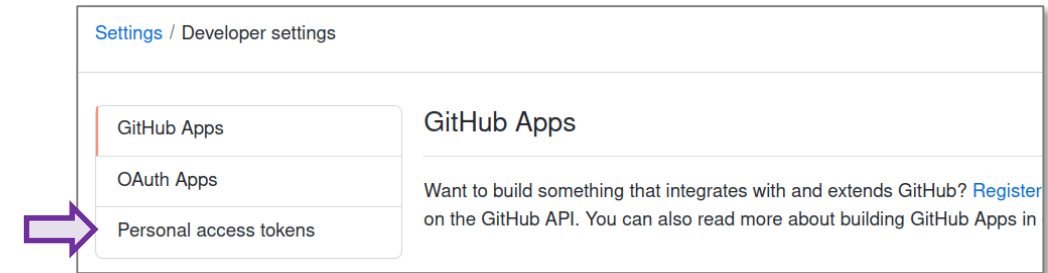 Settings / Developer settings
GitHub Apps
OAuth Apps
Personal access tokens
GitHub Apps
Want to build something that integrates with and extends GitHub? Register
on the GitHub API. You can also read more about building GitHub Apps in